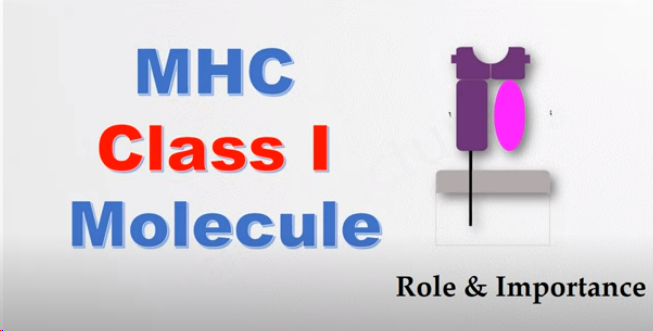 MHC
Class I
Molecule
Role & Importance